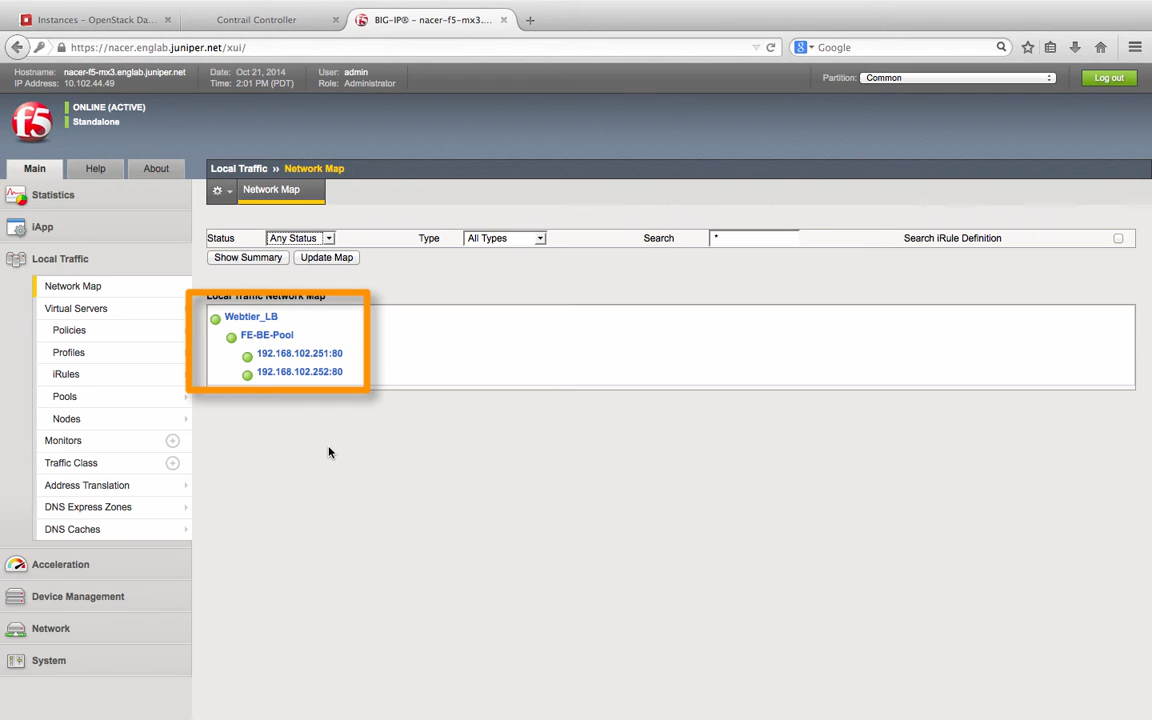 Instances - OpenStack Da...
Contrail Controller
BIG-IP® - nacer-f5-mx3....
https://nacer.englab.juniper.net/xui/
Google
Hostname: nacer-f5-mx3.englab.juniper.net
IP Address: 10.102.44.49
Date: Oct 21, 2014
Time: 2:01 PM (PDT)
User: admin
Role: Administrator
Partition: Common
Log out
f5
ONLINE (ACTIVE)
Standalone
Main
Help
About
Local Traffic ›› Network Map
Network Map
Statistics
iApp
Local Traffic
Network Map
Virtual Servers
Policies
Profiles
iRules
Pools
Nodes
Monitors
Traffic Class
Address Translation
DNS Express Zones
DNS Caches
Acceleration
Device Management
Network
System
Status Any Status Type All Types Search * Search iRule Definition
Show Summary Update Map
Local Traffic Network Map
Webtier_LB
FE-BE-Pool
192.168.102.251:80
192.168.102.252:80